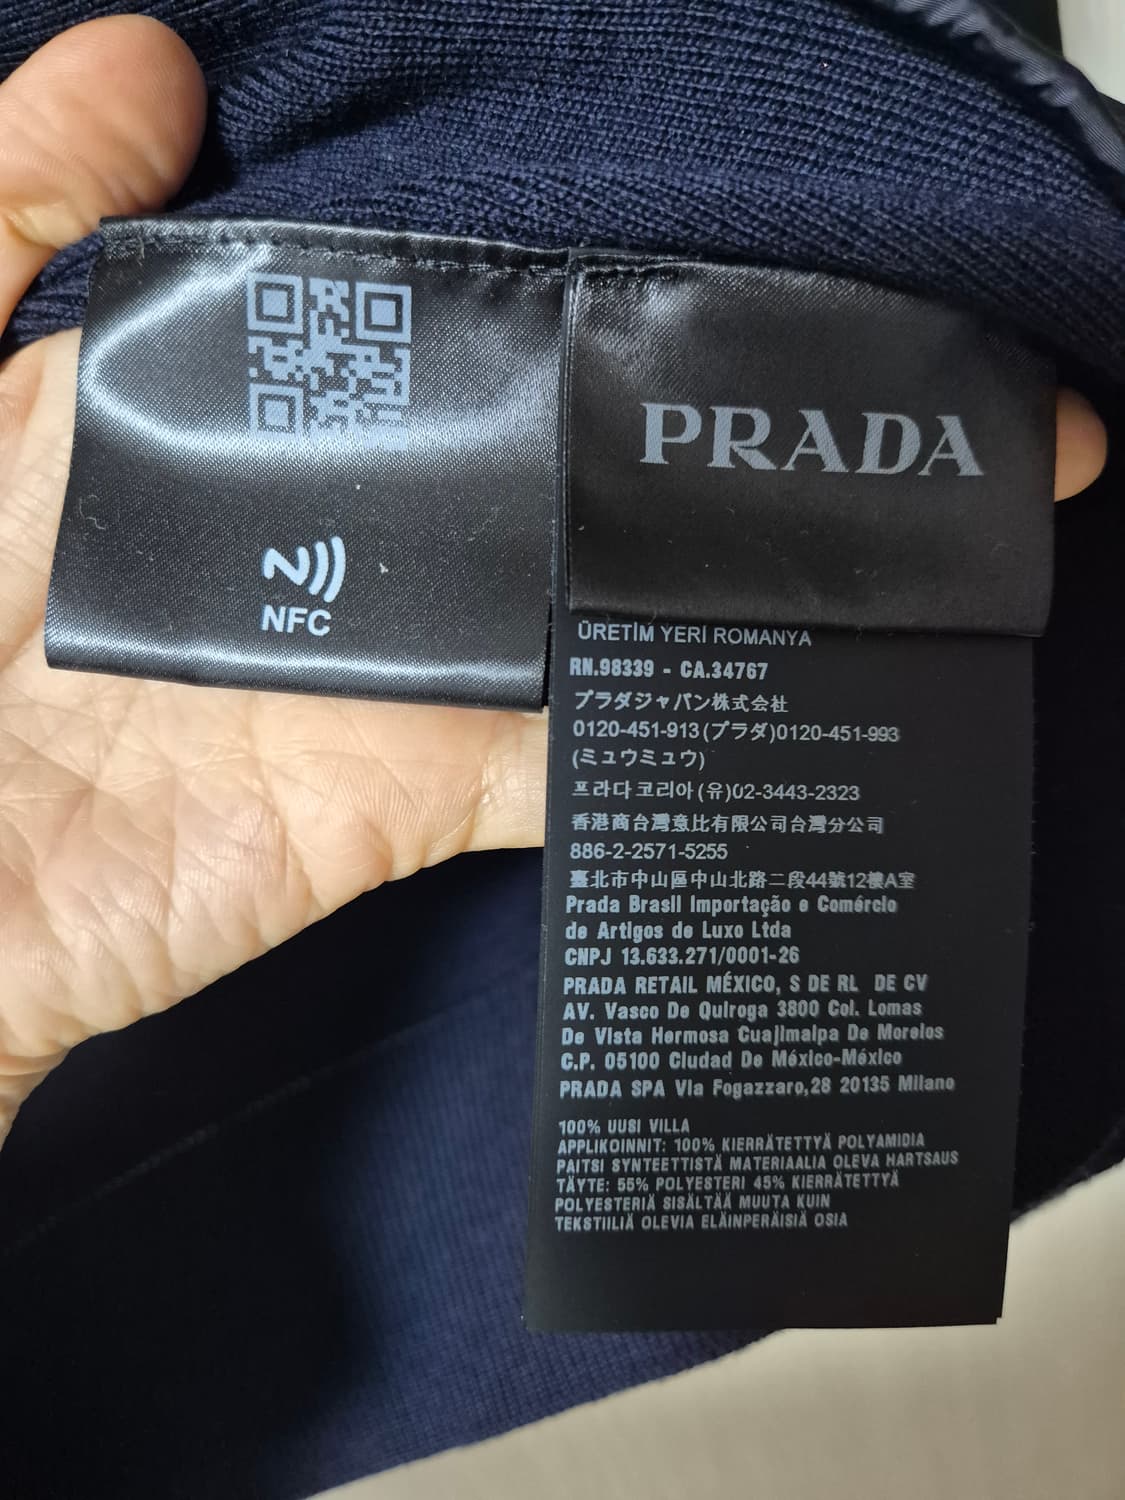 NFC
PRADA
ÜRETİM YERİ ROMANYA
RN.98339 - CA.34767
プラダジャパン株式会社
0120-451-913(プラダ)0120-451-993
(ミュウミュウ)
프라다코리아(유)02-3443-2323
香港商台灣意比有限公司台灣分公司
886-2-2571-5255
臺北市中山區中山北路二段44號12樓A室
Prada Brasil Importação e Comércio
de Artigos de Luxo Ltda
CNPJ 13.633.271/0001-26
PRADA RETAIL MÉXICO, S DE RL DE CV
AV. Vasco De Quiroga 3800 Col. Lomas
De Vista Hermosa Cuajimalpa De Morelos
C.P. 05100 Ciudad De México-México
PRADA SPA Via Fogazzaro,28 20135 Milano
100% UUSI VILLA
APPLIKOINNIT: 100% KIERRÄTETTYÄ POLYAMIDIA
PAITSI SYNTEETTISTÄ MATERIAALIA OLEVA HARTSAUS
TÄYTE: 55% POLYESTERI 45% KIERRÄTETTYÄ
POLYESTERIÄ SISÄLTÄÄ MUUTA KUIN
TEKSTIILIÄ OLEVIA ELÄINPERÄISIÄ OSIA